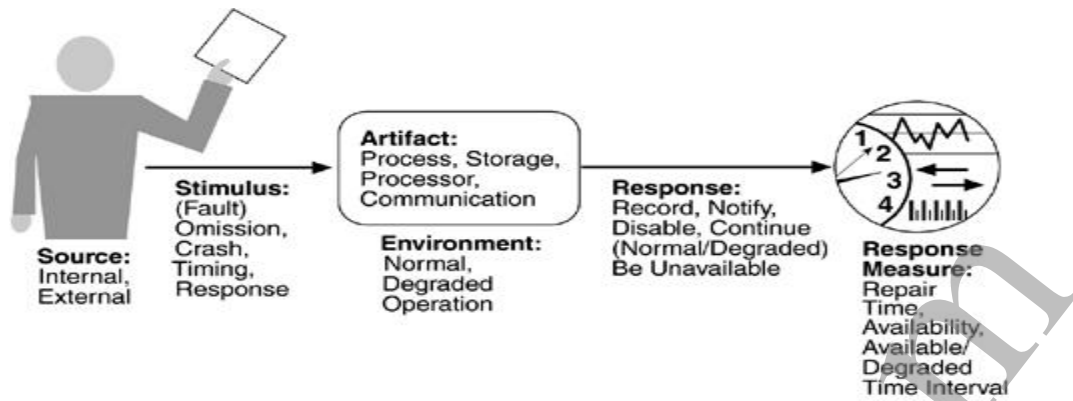 Source:
Internal,
External
Stimulus:
(Fault)
Omission,
Crash,
Timing,
Response
Artifact:
Process, Storage,
Processor,
Communication
Environment:
Normal,
Degraded
Operation
Response:
Record, Notify,
Disable, Continue
(Normal/Degraded)
Be Unavailable
1
2
3
4
Response
Measure:
Repair
Time,
Availability,
Available/
Degraded
Time Interval